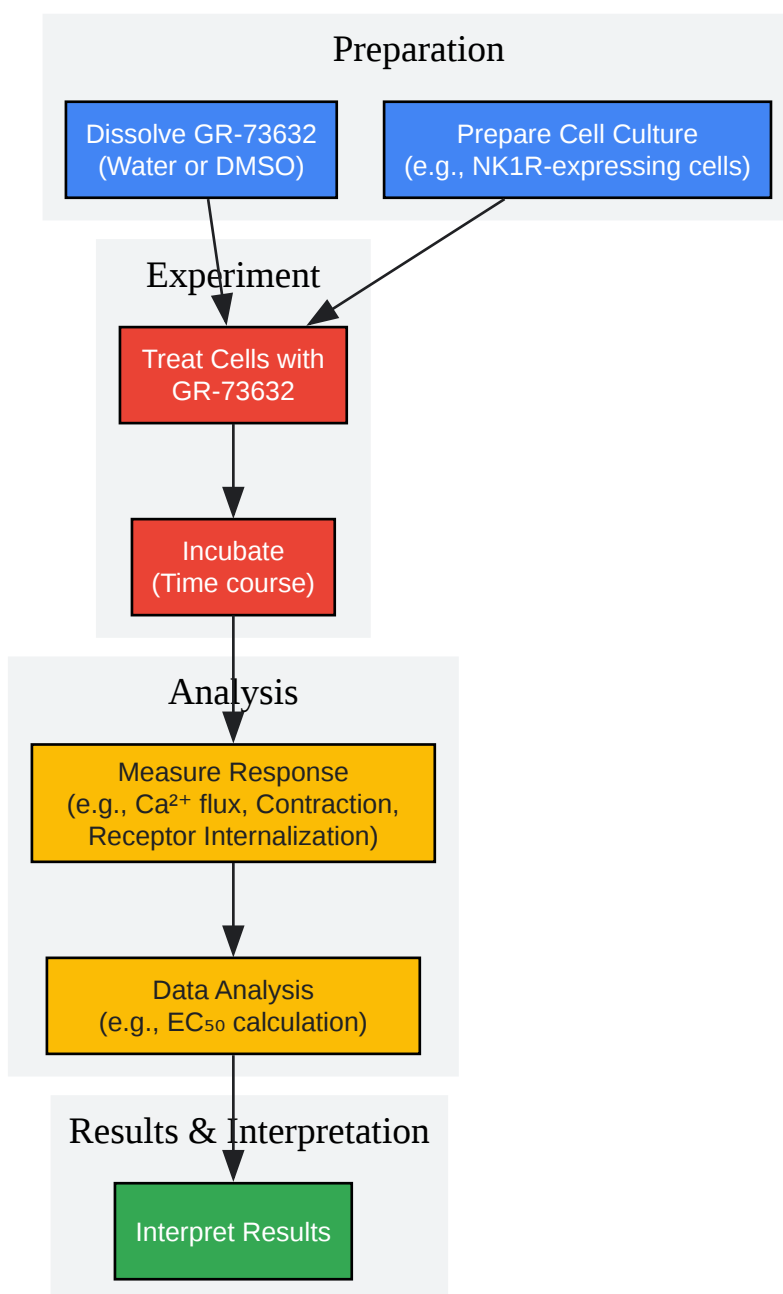 Preparation
Dissolve GR-73632
(Water or DMSO)
Prepare Cell Culture
(e.g., NK1R-expressing cells)
Experiment
Treat Cells with
GR-73632
Incubate
(Time course)
Analysis
Measure Response
(e.g., Ca²⁺ flux, Contraction,
Receptor Internalization)
Data Analysis
(e.g., EC₅₀ calculation)
Results & Interpretation
Interpret Results